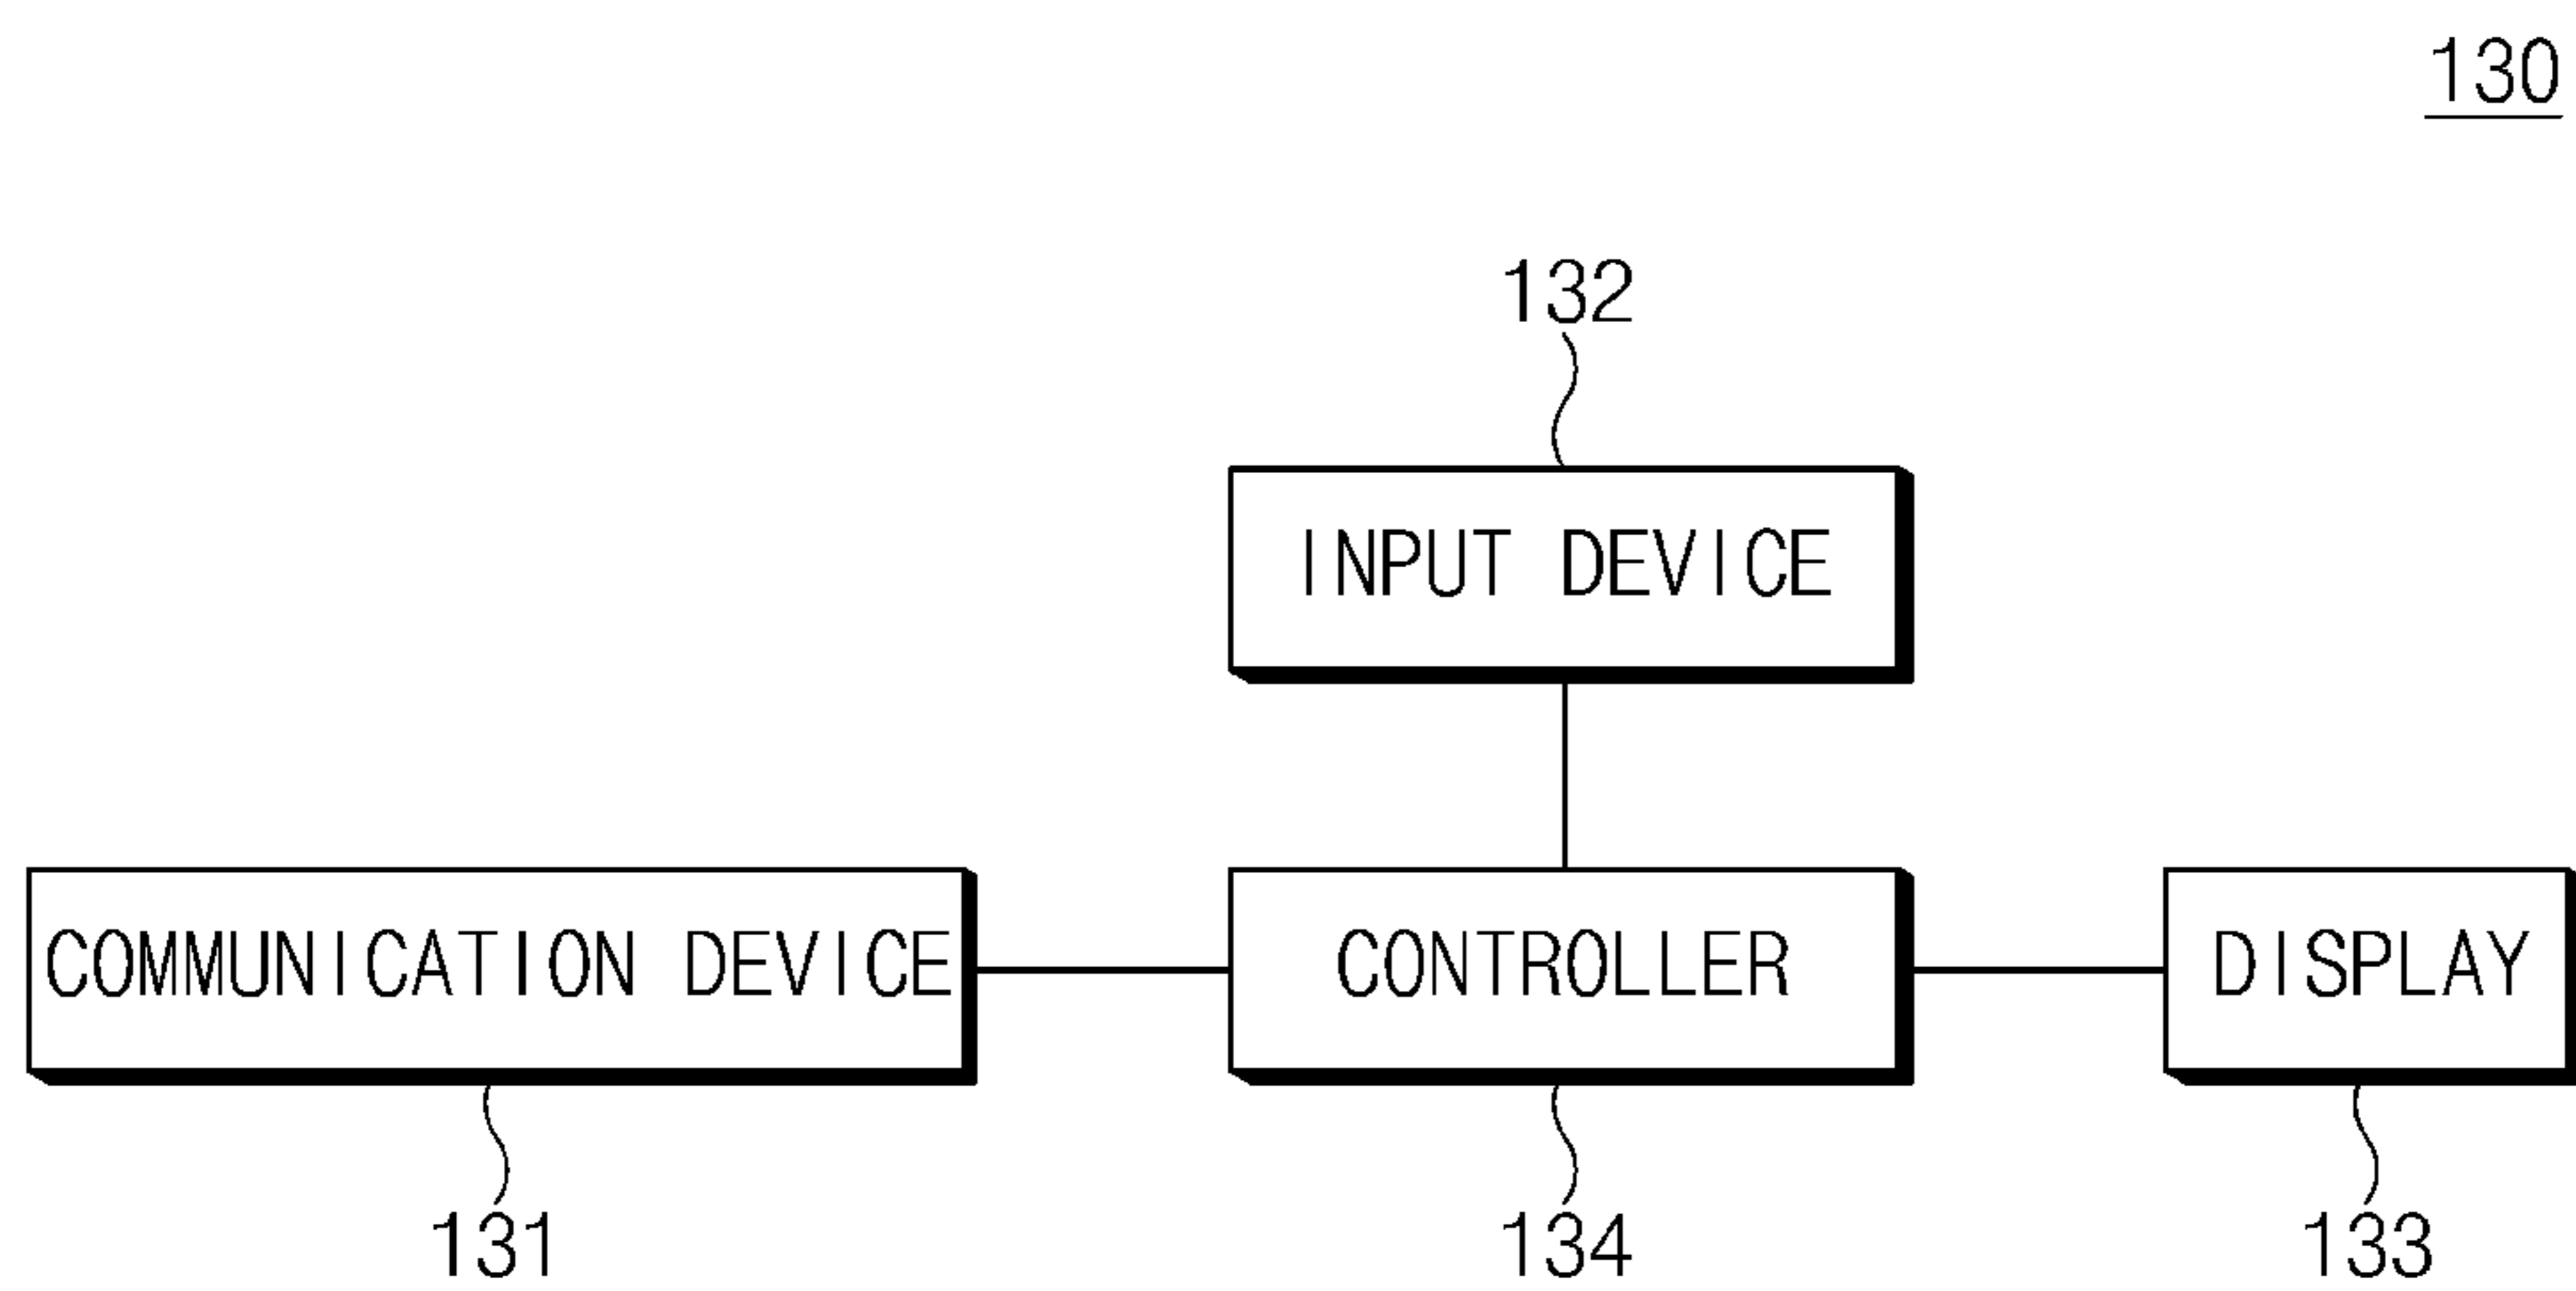 130
132
INPUT DEVICE
COMMUNICATION DEVICE
CONTROLLER
DISPLAY
131
134
133